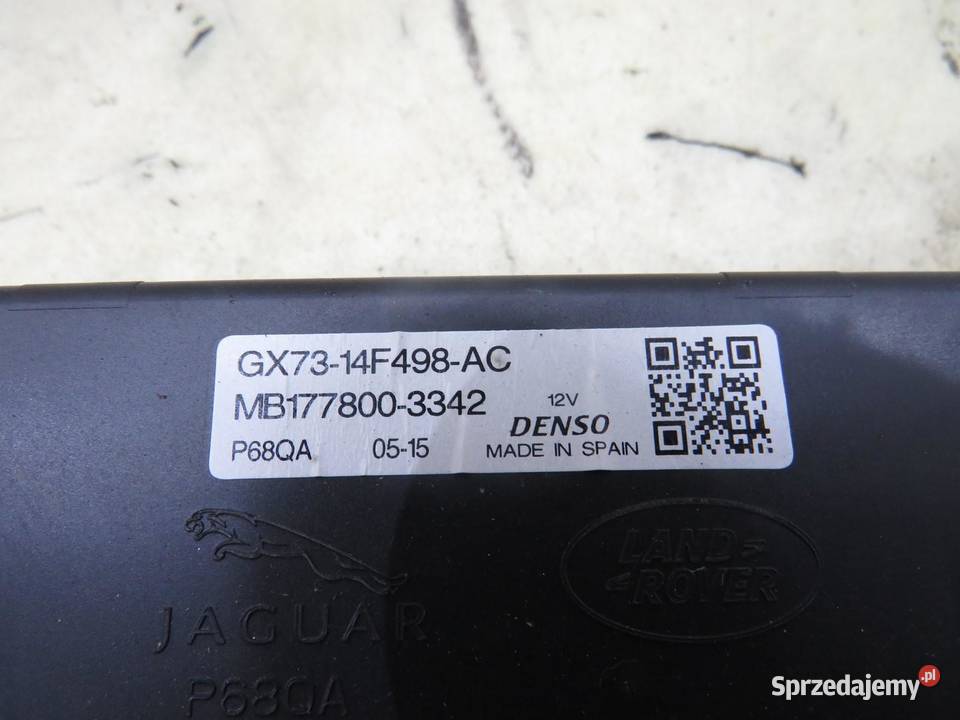 GX73-14F498-AC
MB177800-3342
12V
DENSO
P68QA 05-15 MADE IN SPAIN
JAGUAR
LAND
ROVER
P68QA
Sprzedajemy.pl